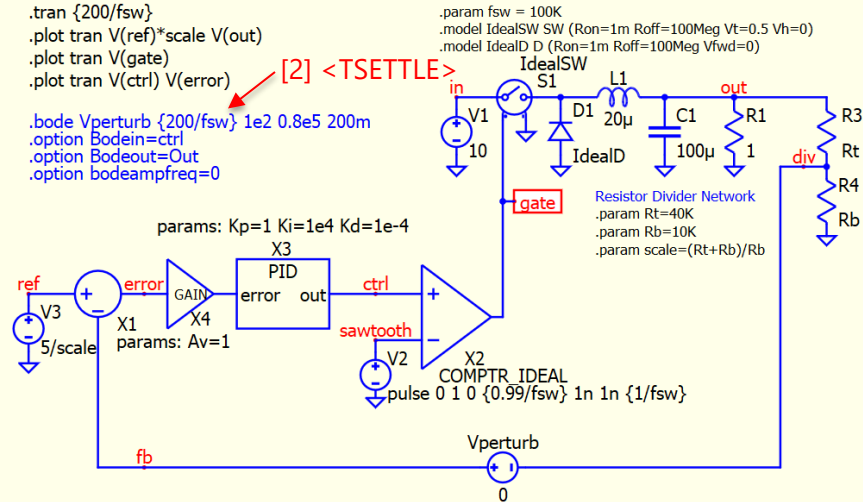 .tran {200/fsw}
.plot tran V(ref)*scale V(out)
.plot tran V(gate)
.plot tran V(ctrl) V(error)
[2] <TSETTLE>
.bode Vperturb {200/fsw} 1e2 0.8e5 200m
.option Bodein=ctrl
.option Bodeout=Out
.option bodeampfreq=0
.param fsw = 100K
.model IdealSW SW (Ron=1m Roff=100Meg Vt=0.5 Vh=0)
.model IdealD D (Ron=1m Roff=100Meg Vfwd=0)
IdealSW
S1
in
V1
10
D1
IdealD
L1
20µ
out
C1
100µ
R1
1
R3
Rt
div
R4
Rb
gate
Resistor Divider Network
.param Rt=40K
.param Rb=10K
.param scale=(Rt+Rb)/Rb
params: Kp=1 Ki=1e4 Kd=1e-4
X3
PID
error out
ref
V3
5/scale
error
X1
GAIN
X4
params: Av=1
ctrl
sawtooth
V2
X2
COMPTR_IDEAL
pulse 0 1 0 {0.99/fsw} 1n 1n {1/fsw}
fb
Vperturb
0